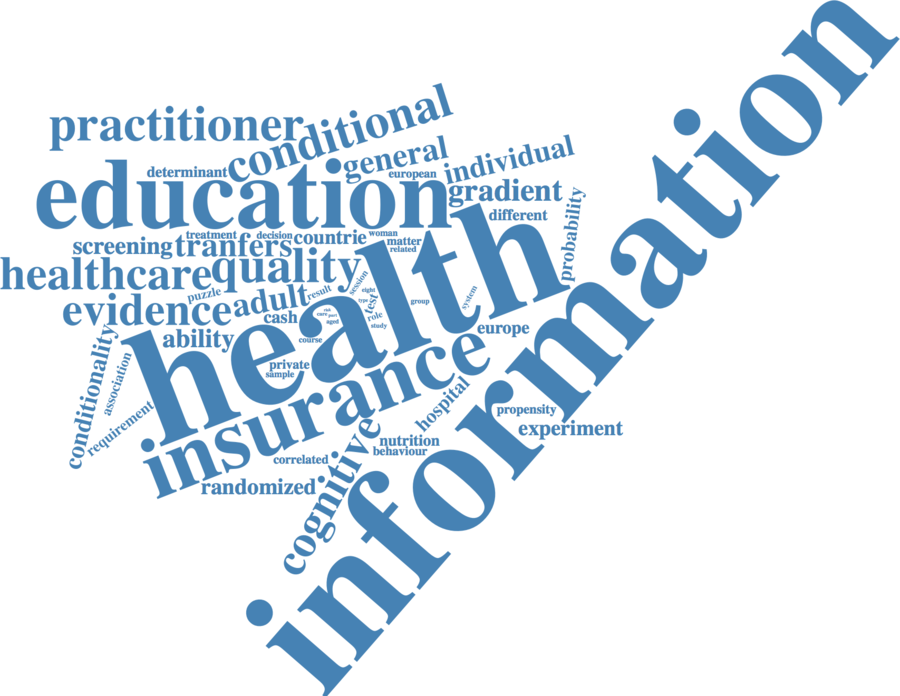 information
practitioner
conditional
general
individual
determinant
european
education
gradient
different
probability
treatment
decision
countrie
woman
screening
tranfers
matter
related
healthcare
quality
health
session
eight
puzzle
result
type
test
group
system
evidence
adult
risk
care
part
role
cash
aged
study
europe
ability
course
conditionality
association
private
sample
insurance
hospital
requirement
propensity
experiment
cognitive
nutrition
behaviour
correlated
randomized